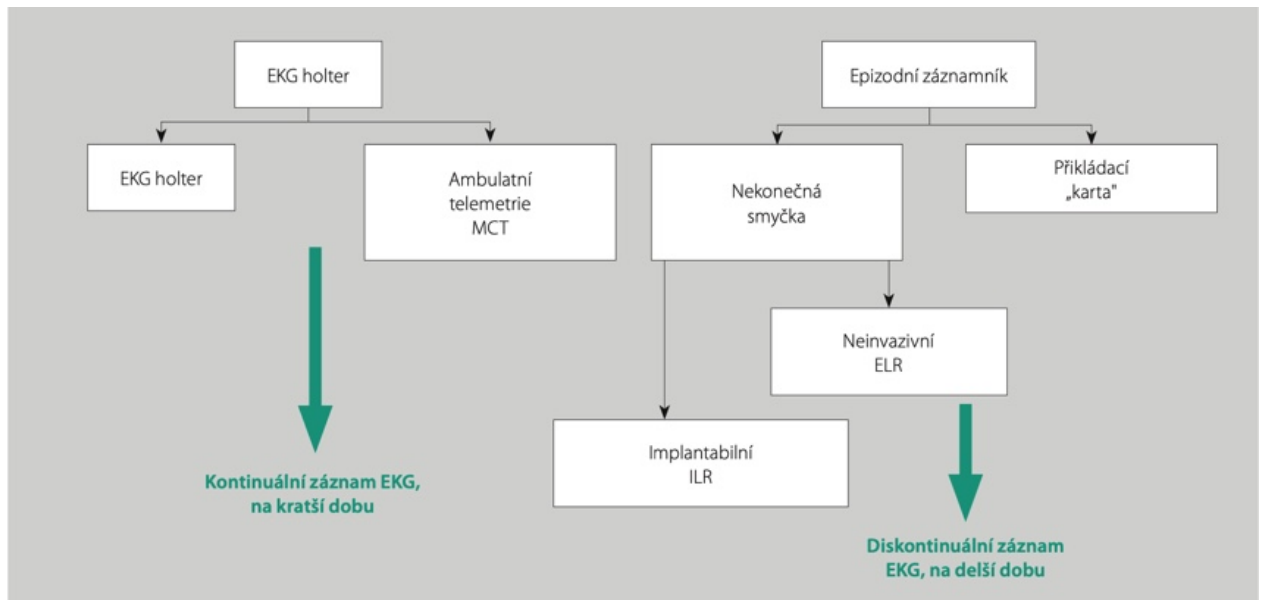 EKG holter
Epizodní záznamník
EKG holter
Ambulatní
telemetrie
MCT
Nekonečná
smyčka
Přikládací
„karta"
Neinvazivní
ELR
Implantabilní
ILR
Kontinuální záznam EKG,
na kratší dobu
Diskontinuální záznam
EKG, na delší dobu